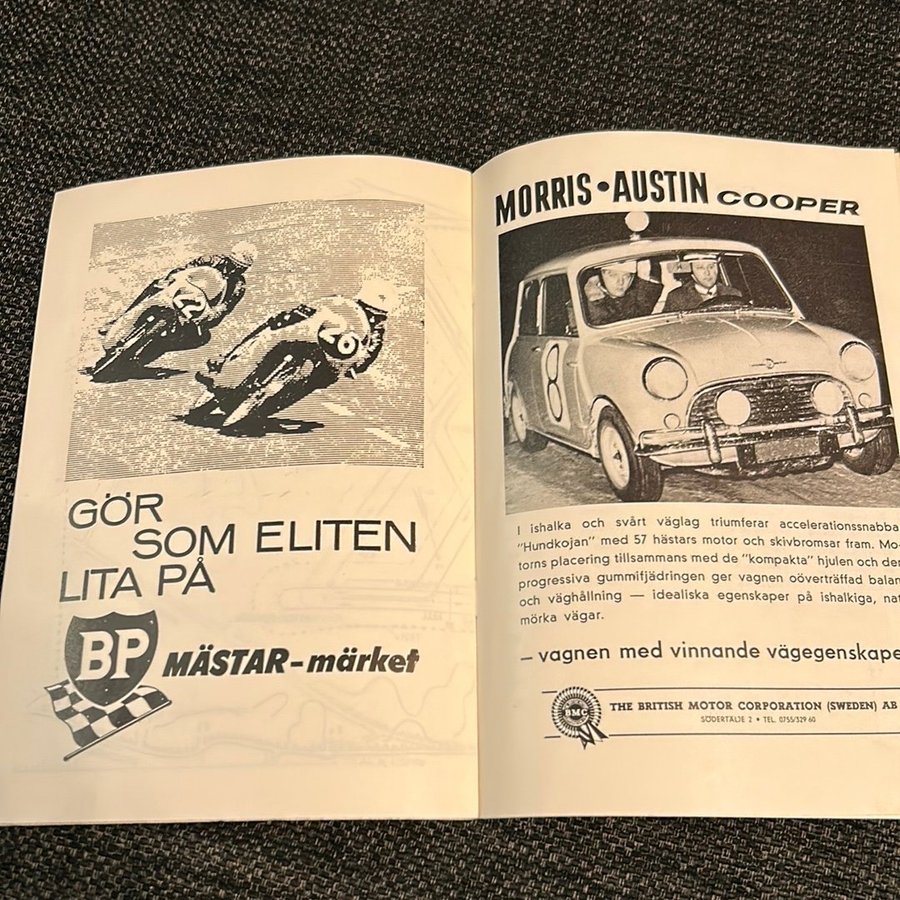 22
26
GÖR
SOM ELITEN
LITA PÅ
BP
MÄSTAR-märket
MORRIS•AUSTIN COOPER
8
I ishalka och svårt väglag triumferar accelerationssnabba
"Hundkojan" med 57 hästars motor och skivbromsar fram. Mo-
torns placering tillsammans med de "kompakta" hjulen och den
progressiva gummifjädringen ger vagnen oöverträffad balan
och väghållning — idealiska egenskaper på ishalkiga, nat
mörka vägar.
– vagnen med vinnande vägegenskape
BMC
THE BRITISH MOTOR CORPORATION (SWEDEN) AB
SÖDERTÄLJE 2 • TEL. 0755/329 60